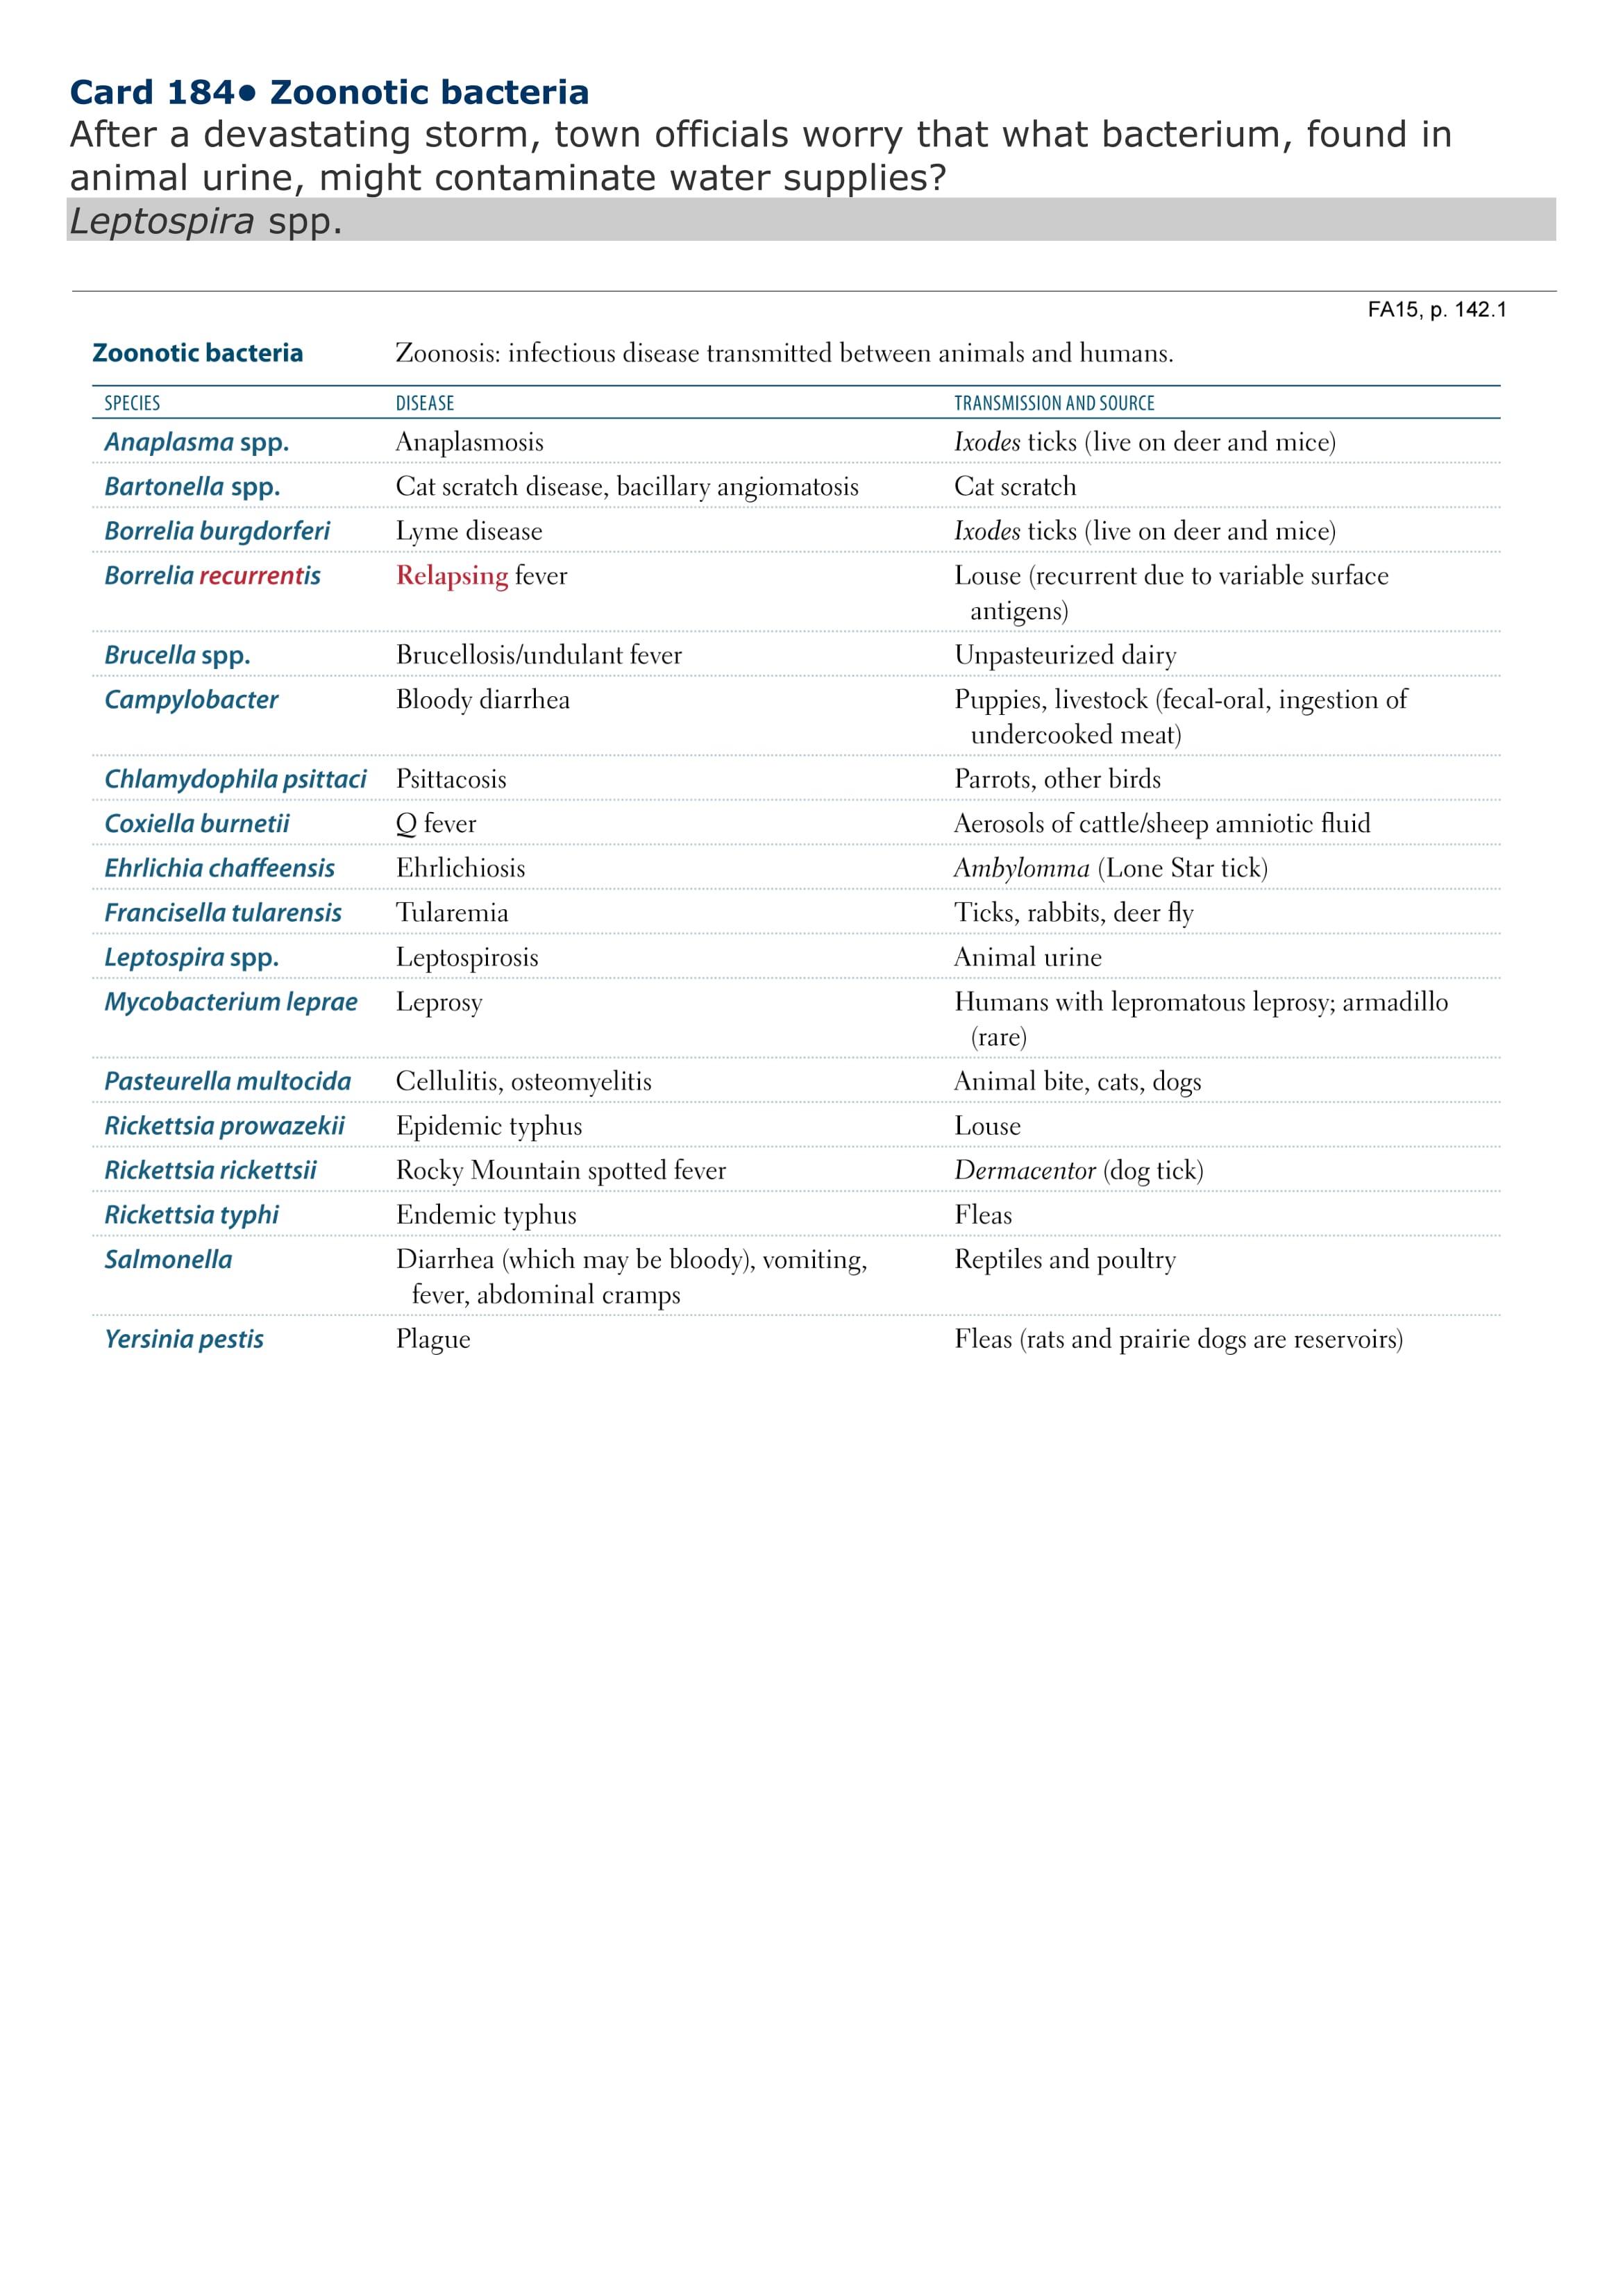 Card 184• Zoonotic bacteria
After a devastating storm, town officials worry that what bacterium, found in
animal urine, might contaminate water supplies?
Leptospira spp.
FA15, p. 142.1
Zoonotic bacteria Zoonosis: infectious disease transmitted between animals and humans.
SPECIES DISEASE TRANSMISSION AND SOURCE
Anaplasma spp. Anaplasmosis Ixodes ticks (live on deer and mice)
Bartonella spp. Cat scratch disease, bacillary angiomatosis Cat scratch
Borrelia burgdorferi Lyme disease Ixodes ticks (live on deer and mice)
Borrelia recurrentis Relapsing fever Louse (recurrent due to variable surface
antigens)
Brucella spp. Brucellosis/undulant fever Unpasteurized dairy
Campylobacter Bloody diarrhea Puppies, livestock (fecal-oral, ingestion of
undercooked meat)
Chlamydophila psittaci Psittacosis Parrots, other birds
Coxiella burnetii Q fever Aerosols of cattle/sheep amniotic fluid
Ehrlichia chaffeensis Ehrlichiosis Ambylomma (Lone Star tick)
Francisella tularensis Tularemia Ticks, rabbits, deer fly
Leptospira spp. Leptospirosis Animal urine
Mycobacterium leprae Leprosy Humans with lepromatous leprosy; armadillo
(rare)
Pasteurella multocida Cellulitis, osteomyelitis Animal bite, cats, dogs
Rickettsia prowazekii Epidemic typhus Louse
Rickettsia rickettsii Rocky Mountain spotted fever Dermacentor (dog tick)
Rickettsia typhi Endemic typhus Fleas
Salmonella Diarrhea (which may be bloody), vomiting, Reptiles and poultry
fever, abdominal cramps
Yersinia pestis Plague Fleas (rats and prairie dogs are reservoirs)